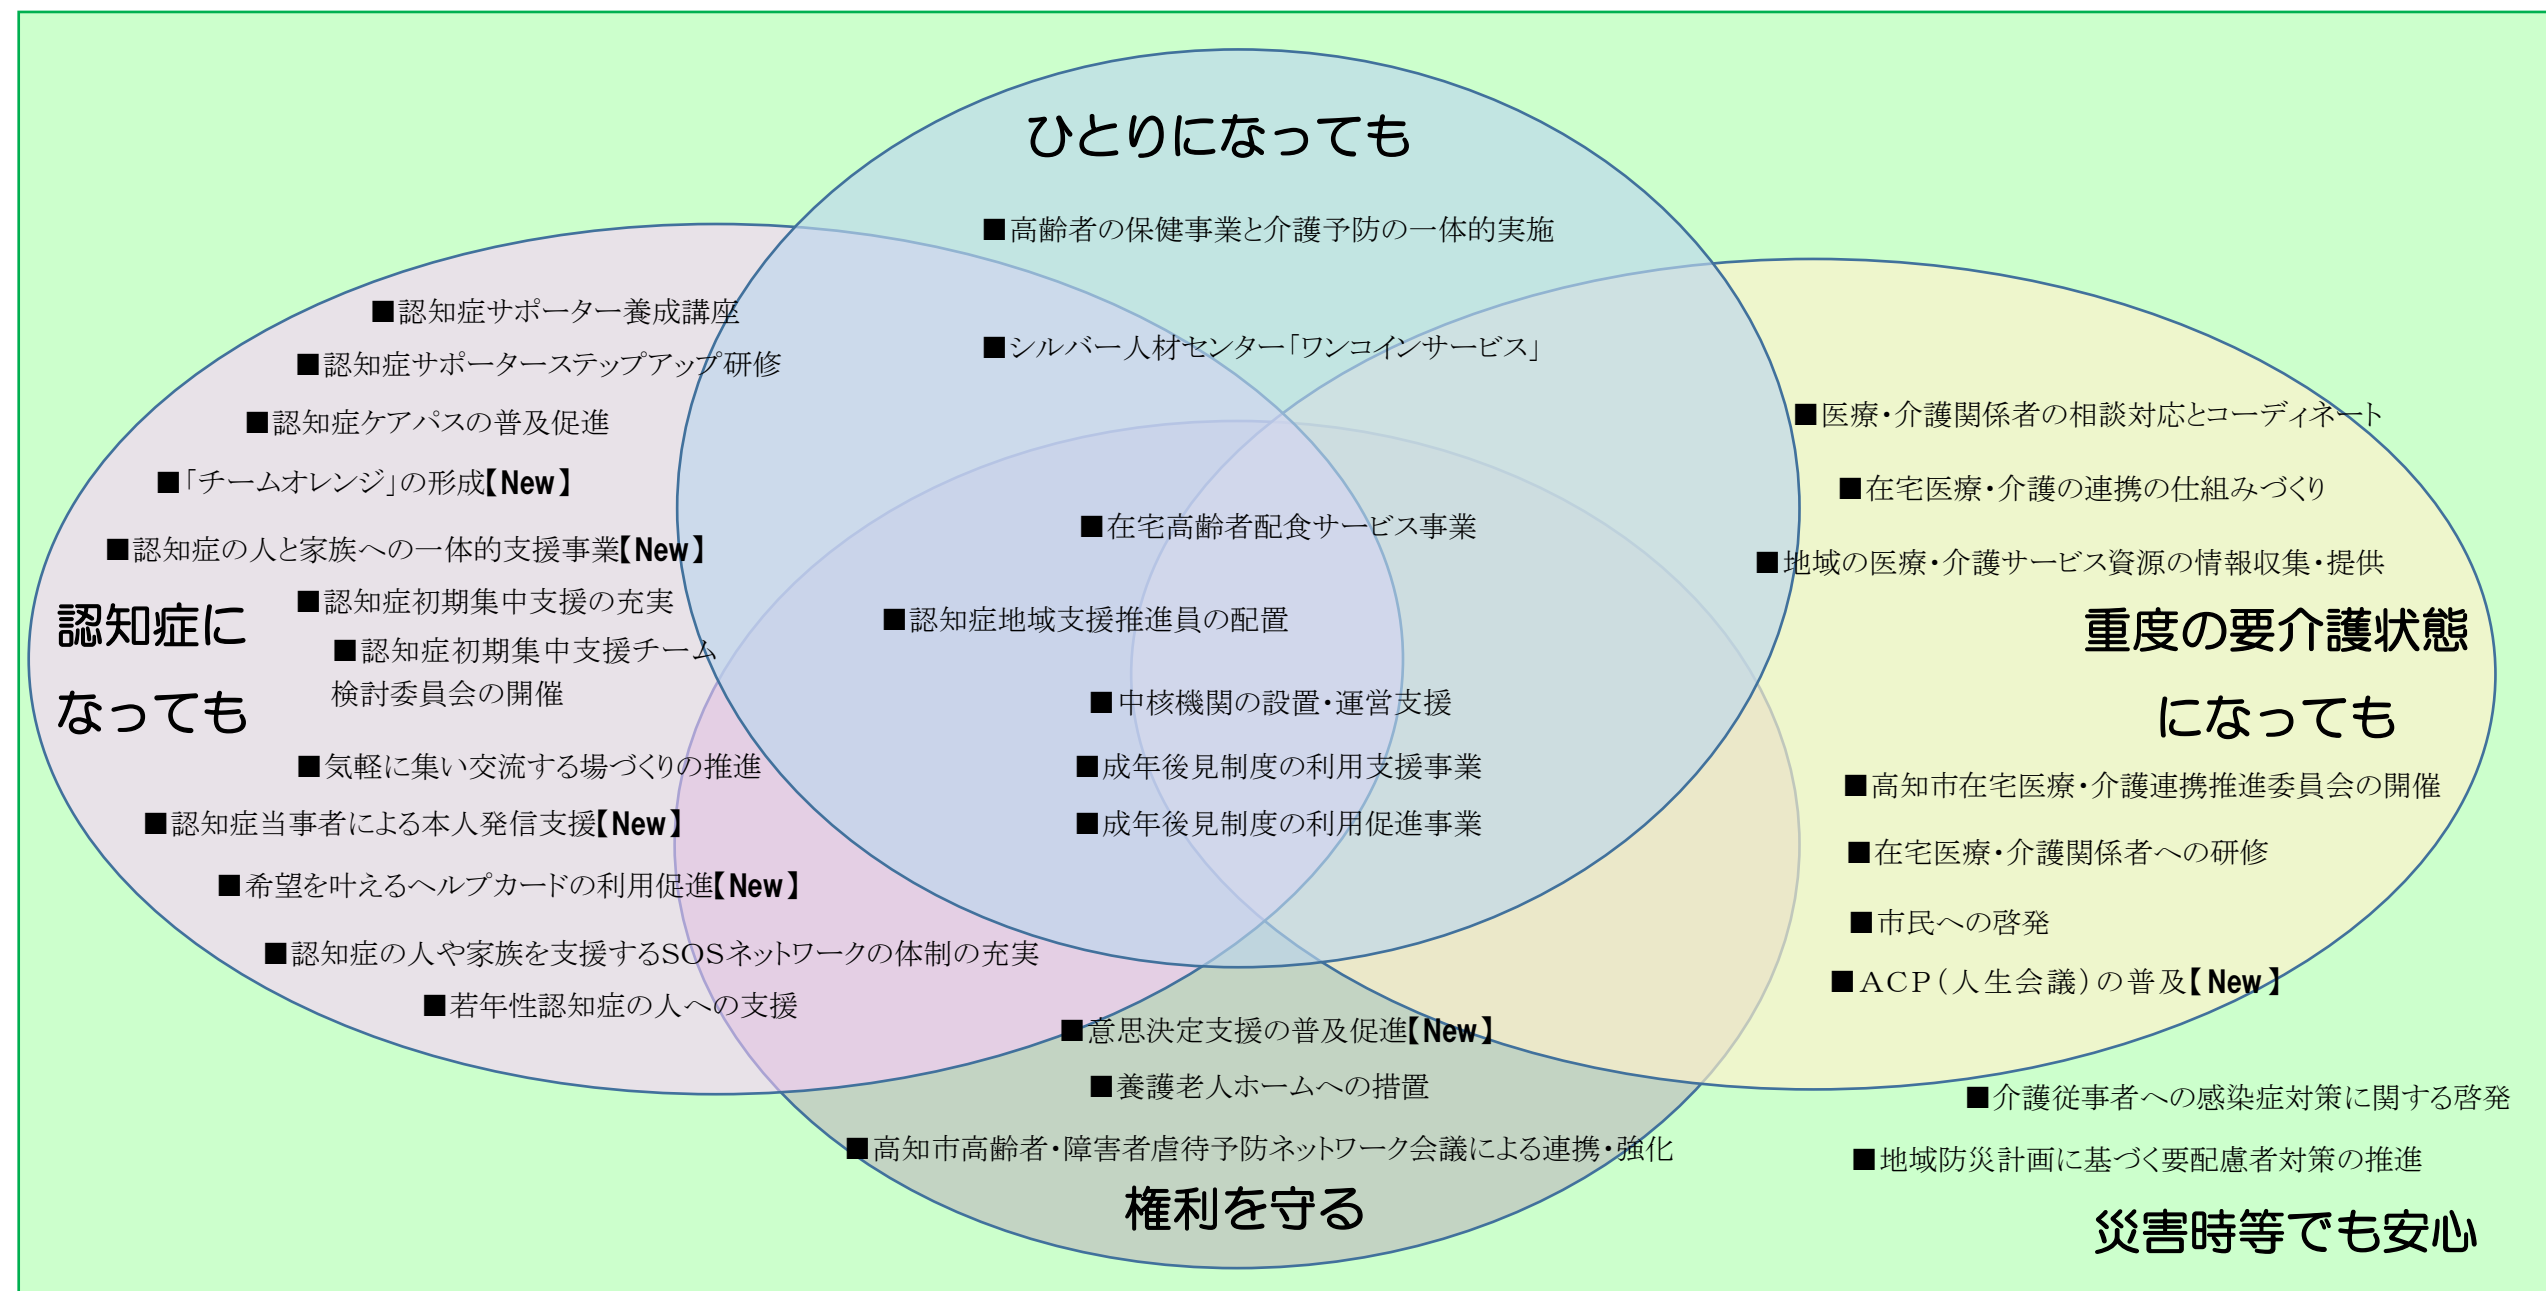 ひとりになっても
■高齢者の保健事業と介護予防の一体的実施
■シルバー人材センター「ワンコインサービス」
■認知症サポーター養成講座
■認知症サポーターステップアップ研修
■認知症ケアパスの普及促進
■「チームオレンジ」の形成【New】
■認知症の人と家族への一体的支援事業【New】
■認知症初期集中支援の充実
■認知症初期集中支援チーム
検討委員会の開催
認知症に
なっても
■気軽に集い交流する場づくりの推進
■認知症当事者による本人発信支援【New】
■希望を叶えるヘルプカードの利用促進【New】
■認知症の人や家族を支援するSOSネットワークの体制の充実
■若年性認知症の人への支援
■在宅高齢者配食サービス事業
■認知症地域支援推進員の配置
■中核機関の設置・運営支援
■成年後見制度の利用支援事業
■成年後見制度の利用促進事業
■医療・介護関係者の相談対応とコーディネート
■在宅医療・介護の連携の仕組みづくり
■地域の医療・介護サービス資源の情報収集・提供
重度の要介護状態
になっても
■高知市在宅医療・介護連携推進委員会の開催
■在宅医療・介護関係者への研修
■市民への啓発
■ACP（人生会議）の普及【New】
■意思決定支援の普及促進【New】
■養護老人ホームへの措置
■高知市高齢者・障害者虐待予防ネットワーク会議による連携・強化
権利を守る
■介護従事者への感染症対策に関する啓発
■地域防災計画に基づく要配慮者対策の推進
災害時等でも安心